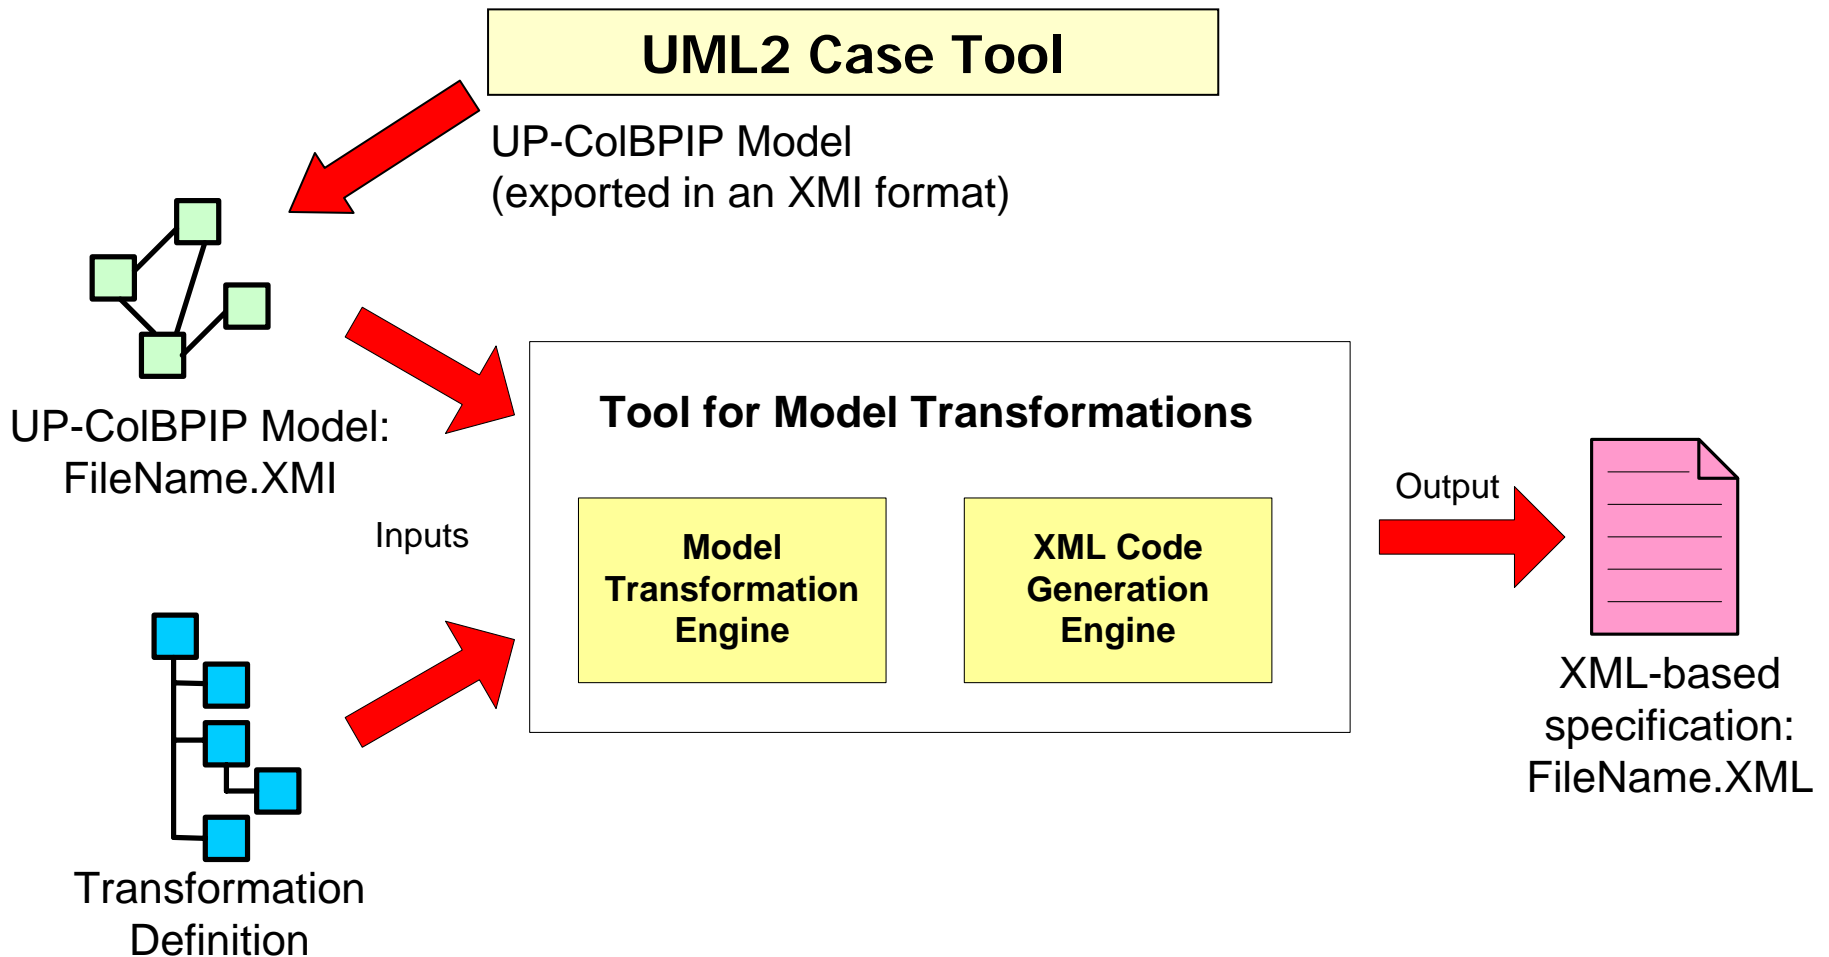 UML2 Case Tool
UP-ColBPIP Model
(exported in an XMI format)
UP-ColBPIP Model:
FileName.XMI
Inputs
Transformation
Definition
Tool for Model Transformations
Model
Transformation
Engine
XML Code
Generation
Engine
Output
XML-based
specification:
FileName.XML